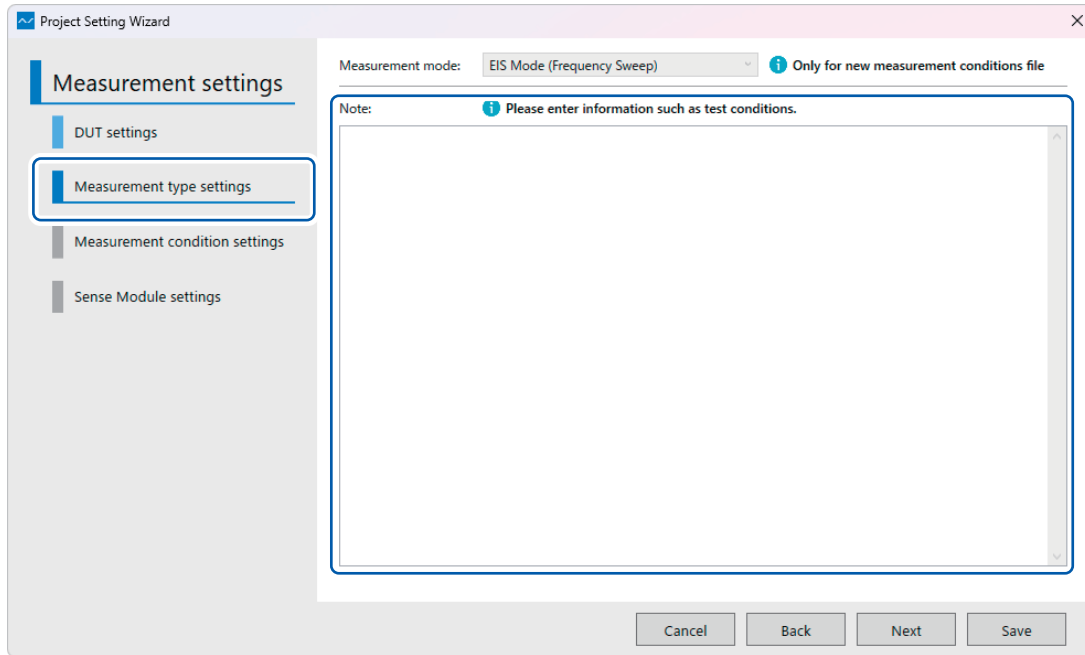 Project Setting Wizard
Measurement settings
DUT settings
Measurement type settings
Measurement condition settings
Sense Module settings
Measurement mode: EIS Mode (Frequency Sweep) Only for new measurement conditions file
Note: Please enter information such as test conditions.
Cancel Back Next Save